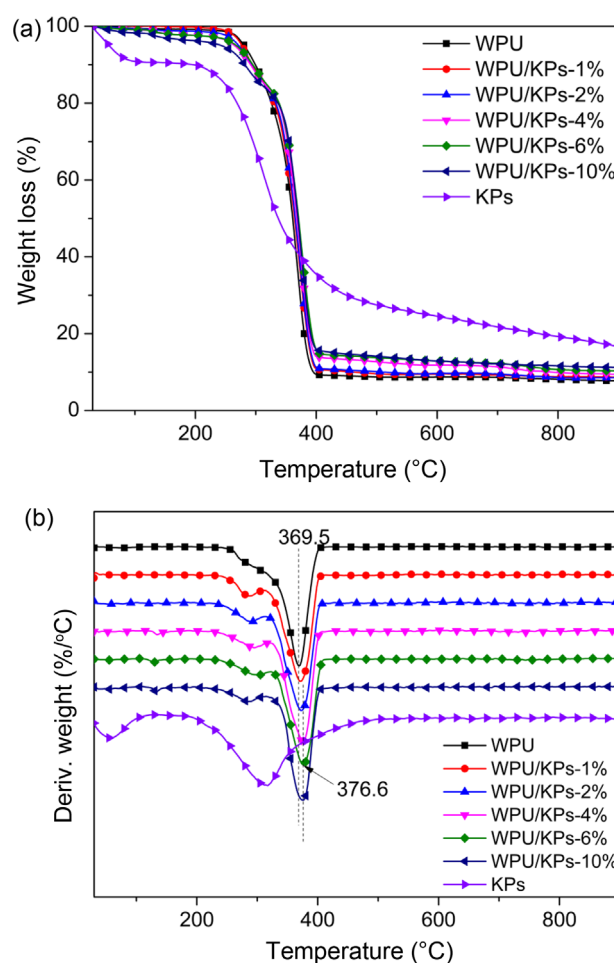 (a)
100
80
60
40
20
0
Weight loss (%)
WPU
WPU/KPs-1%
WPU/KPs-2%
WPU/KPs-4%
WPU/KPs-6%
WPU/KPs-10%
KPs
200
400
600
800
Temperature (°C)
(b)
369.5
376.6
Deriv. weight (%/°C)
WPU
WPU/KPs-1%
WPU/KPs-2%
WPU/KPs-4%
WPU/KPs-6%
WPU/KPs-10%
KPs
200
400
600
800
Temperature (°C)